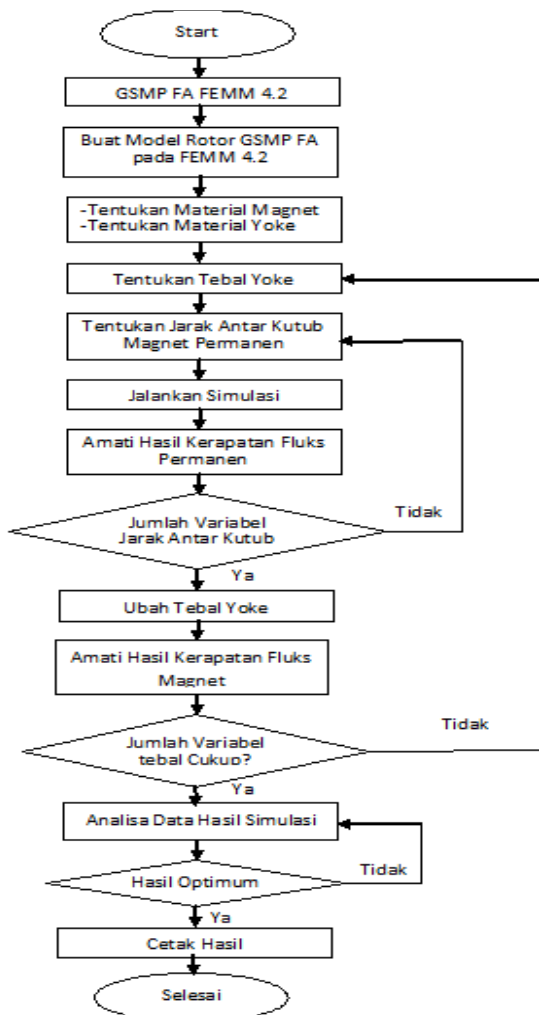 Start
GSMP FA FEMM 4.2
Buat Model Rotor GSMP FA
pada FEMM 4.2
-Tentukan Material Magnet
-Tentukan Material Yoke
Tentukan Tebal Yoke
Tentukan Jarak Antar Kutub
Magnet Permanen
Jalankan Simulasi
Amati Hasil Kerapatan Fluks
Permanen
Jumlah Variabel
Jarak Antar Kutub
Tidak
Ya
Ubah Tebal Yoke
Amati Hasil Kerapatan Fluks
Magnet
Jumlah Variabel
tebal Cukup?
Tidak
Ya
Analisa Data Hasil Simulasi
Hasil Optimum
Tidak
Ya
Cetak Hasil
Selesai